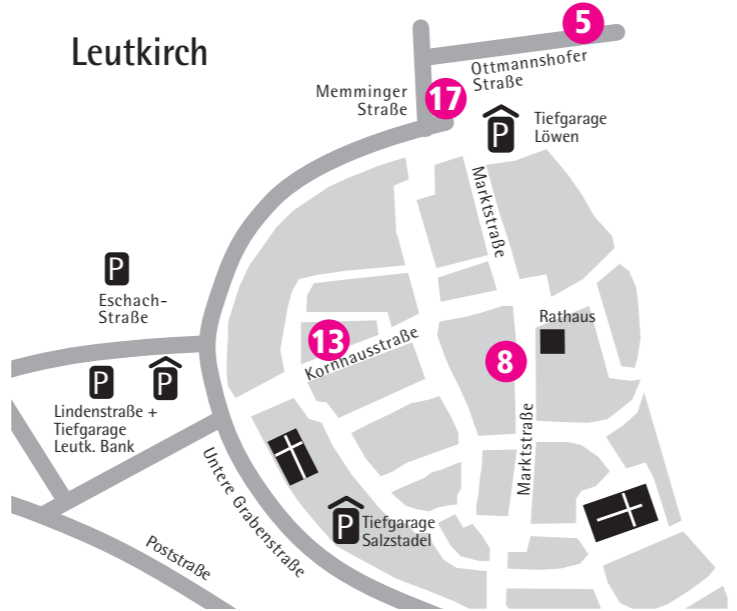 Leutkirch
5
Ottmannshofer
Straße
Memminger
Straße
17
P
Tiefgarage
Löwen
Marktstraße
P
Eschach-
Straße
Rathaus
13
Kornhausstraße
8
P
P
Lindenstraße +
Tiefgarage
Leutk. Bank
Marktstraße
Untere Grabenstraße
P
Tiefgarage
Salzstadel
Poststraße